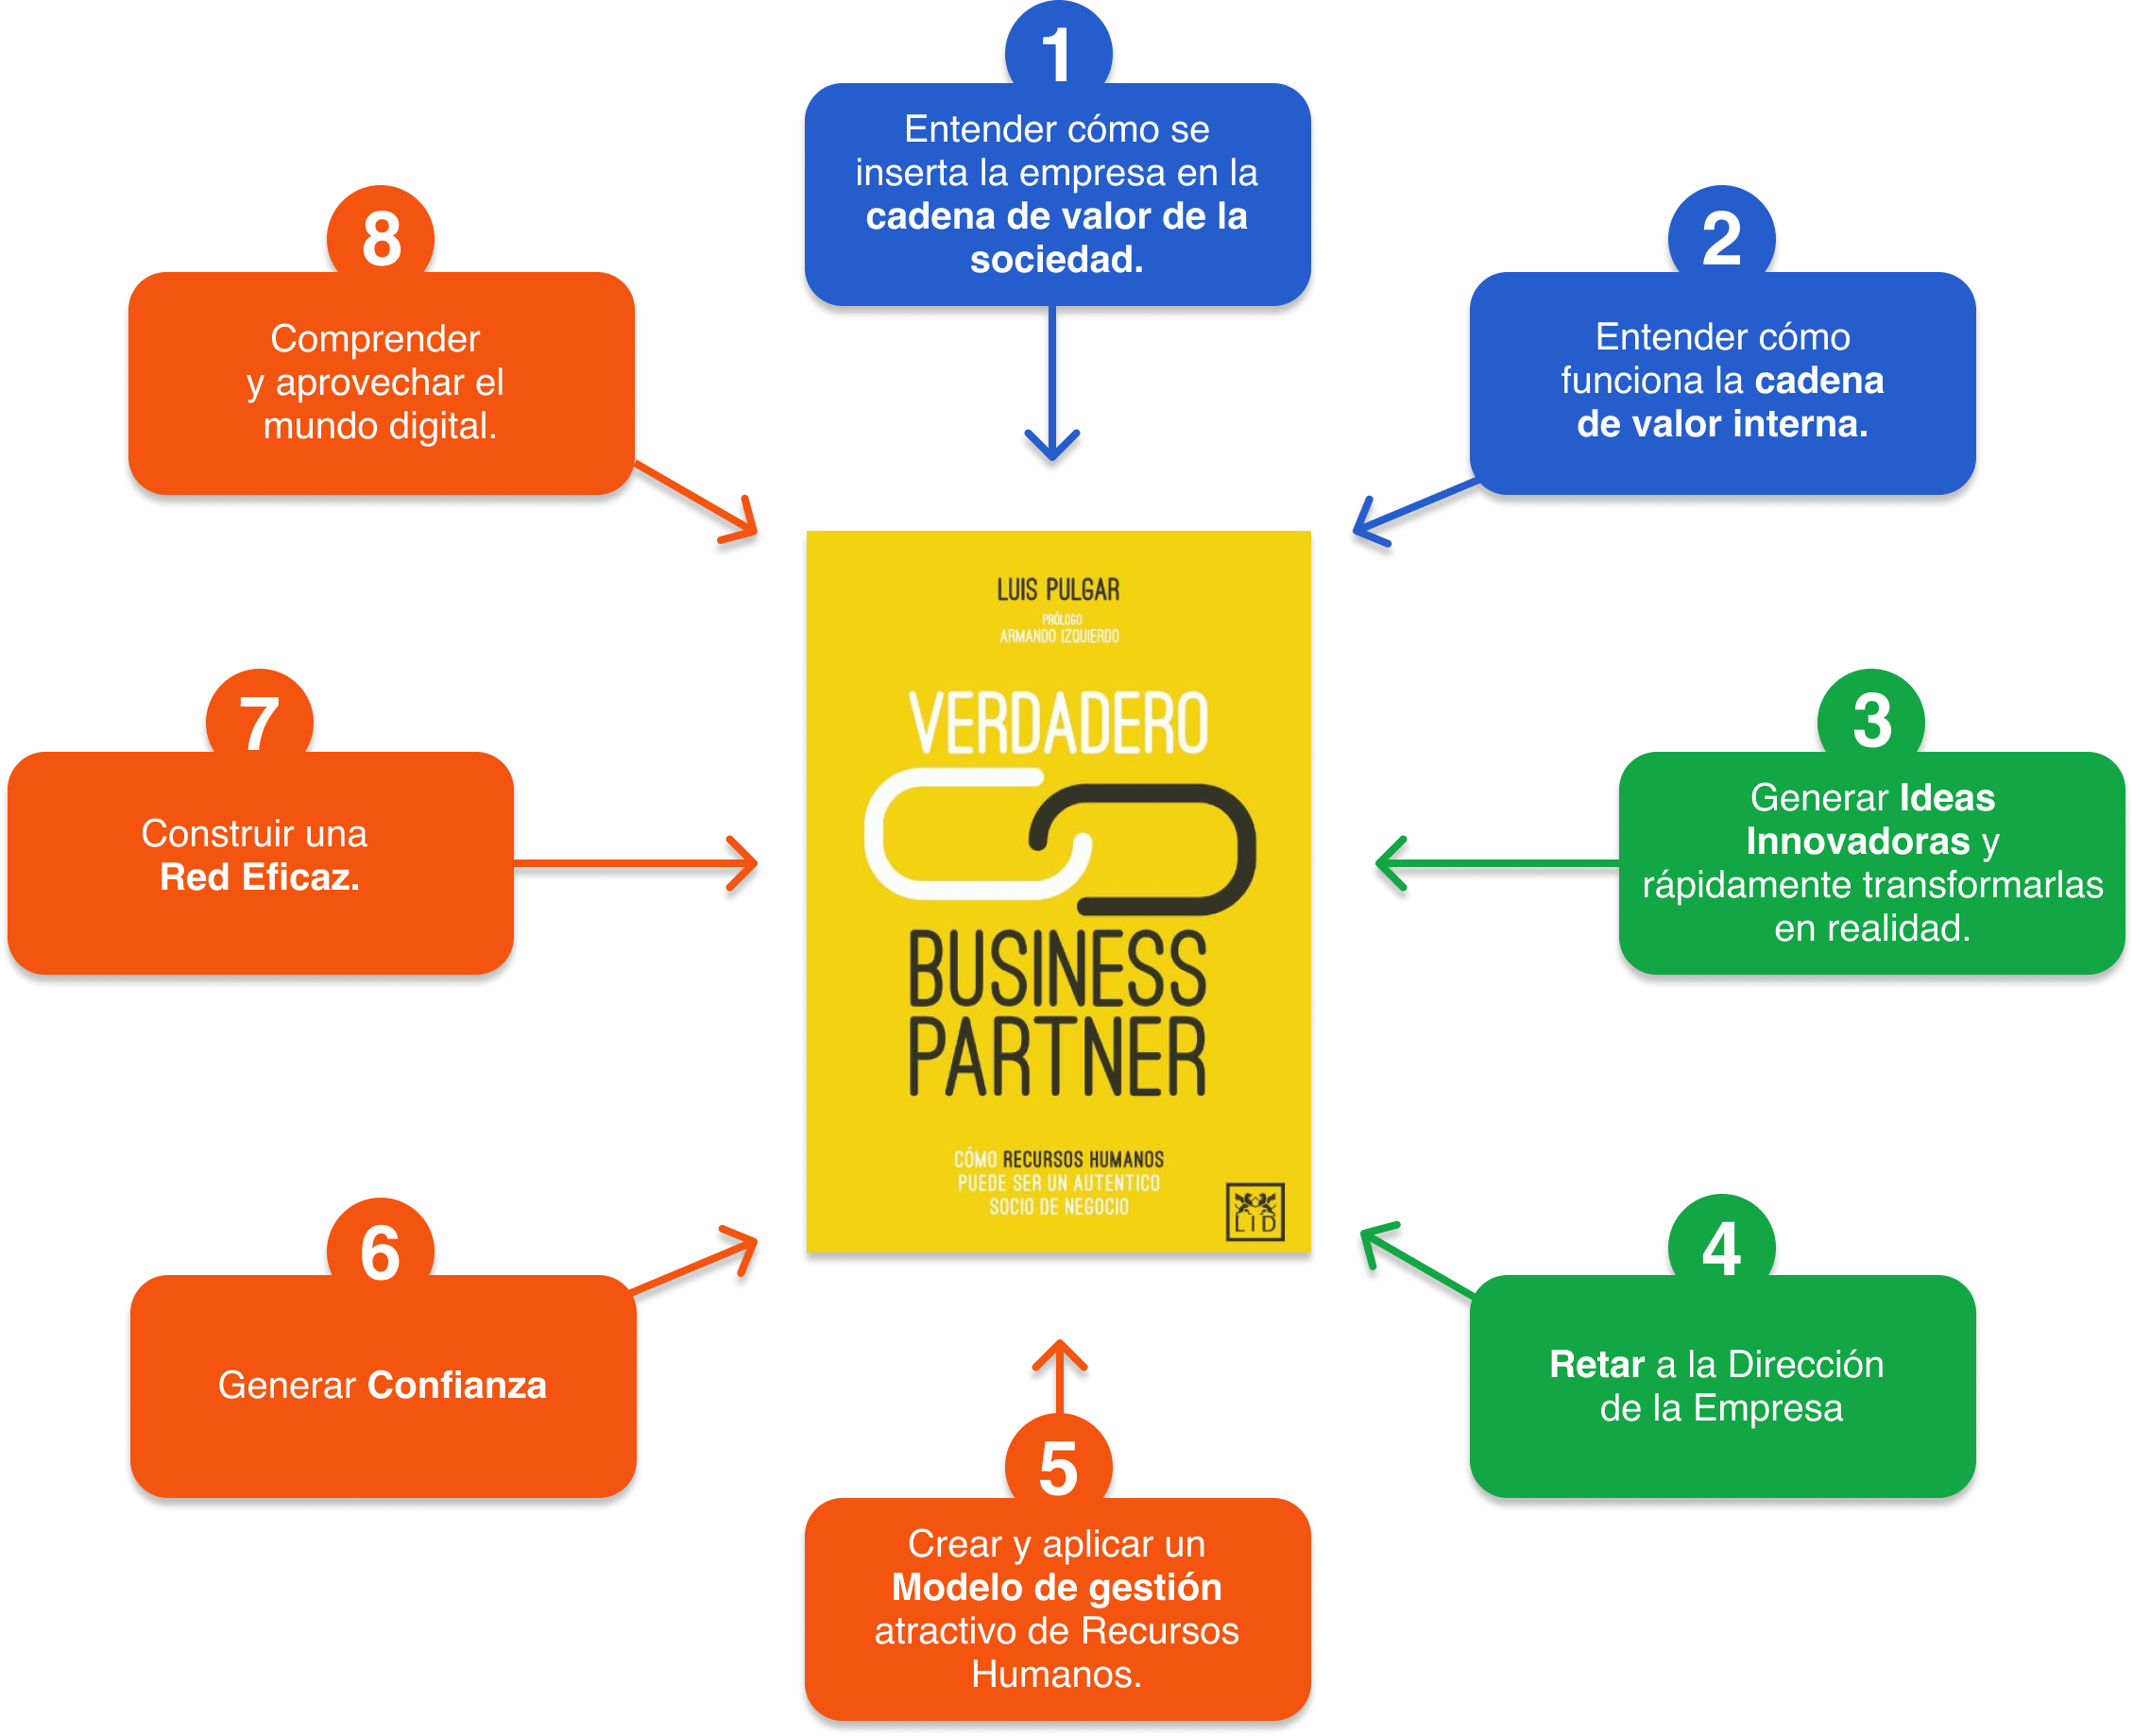 1
Entender cómo se
inserta la empresa en la
cadena de valor de la
sociedad.
2
Entender cómo
funciona la cadena
de valor interna.
3
Generar Ideas
Innovadoras y
rápidamente transformarlas
en realidad.
4
Retar a la Dirección
de la Empresa
5
Crear y aplicar un
Modelo de gestión
atractivo de Recursos
Humanos.
6
Generar Confianza
7
Construir una
Red Eficaz.
8
Comprender
y aprovechar el
mundo digital.
LUIS PULGAR
PRÓLOGO
ARMANDO IZQUIERDO
VERDADERO
BUSINESS
PARTNER
CÓMO RECURSOS HUMANOS
PUEDE SER UN AUTENTICO
SOCIO DE NEGOCIO
LID